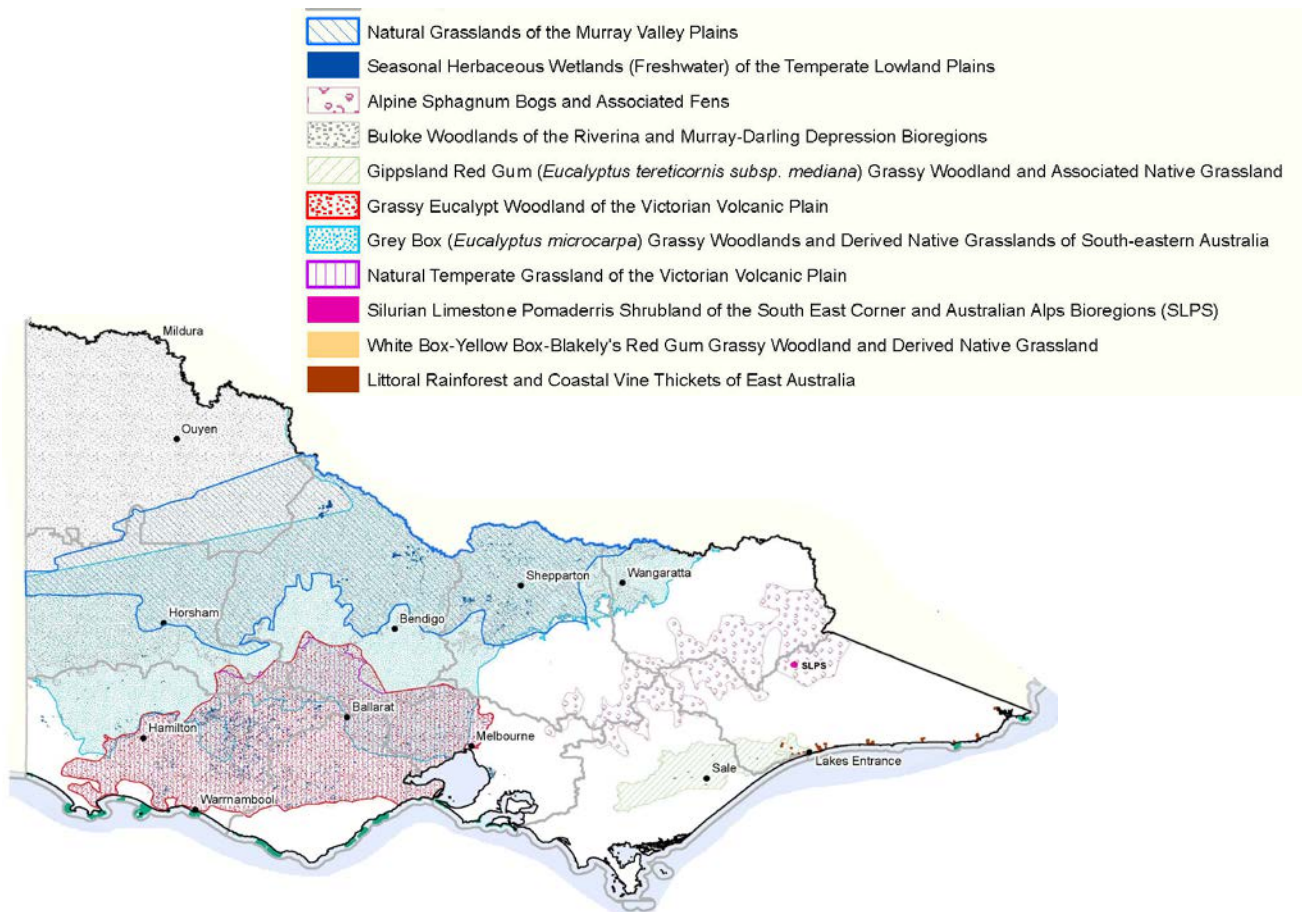 Natural Grasslands of the Murray Valley Plains
Seasonal Herbaceous Wetlands (Freshwater) of the Temperate Lowland Plains
Alpine Sphagnum Bogs and Associated Fens
Buloke Woodlands of the Riverina and Murray-Darling Depression Bioregions
Gippsland Red Gum (Eucalyptus tereticornis subsp. mediana) Grassy Woodland and Associated Native Grassland
Grassy Eucalypt Woodland of the Victorian Volcanic Plain
Grey Box (Eucalyptus microcarpa) Grassy Woodlands and Derived Native Grasslands of South-eastern Australia
Natural Temperate Grassland of the Victorian Volcanic Plain
Silurian Limestone Pomaderris Shrubland of the South East Corner and Australian Alps Bioregions (SLPS)
White Box-Yellow Box-Blakely's Red Gum Grassy Woodland and Derived Native Grassland
Littoral Rainforest and Coastal Vine Thickets of East Australia
Mildura
Ouyen
Shepparton
Wangaratta
Horsham
Bendigo
SLPS
Ballarat
Hamilton
Melbourne
Lakes Entrance
Sale
Warrnambool